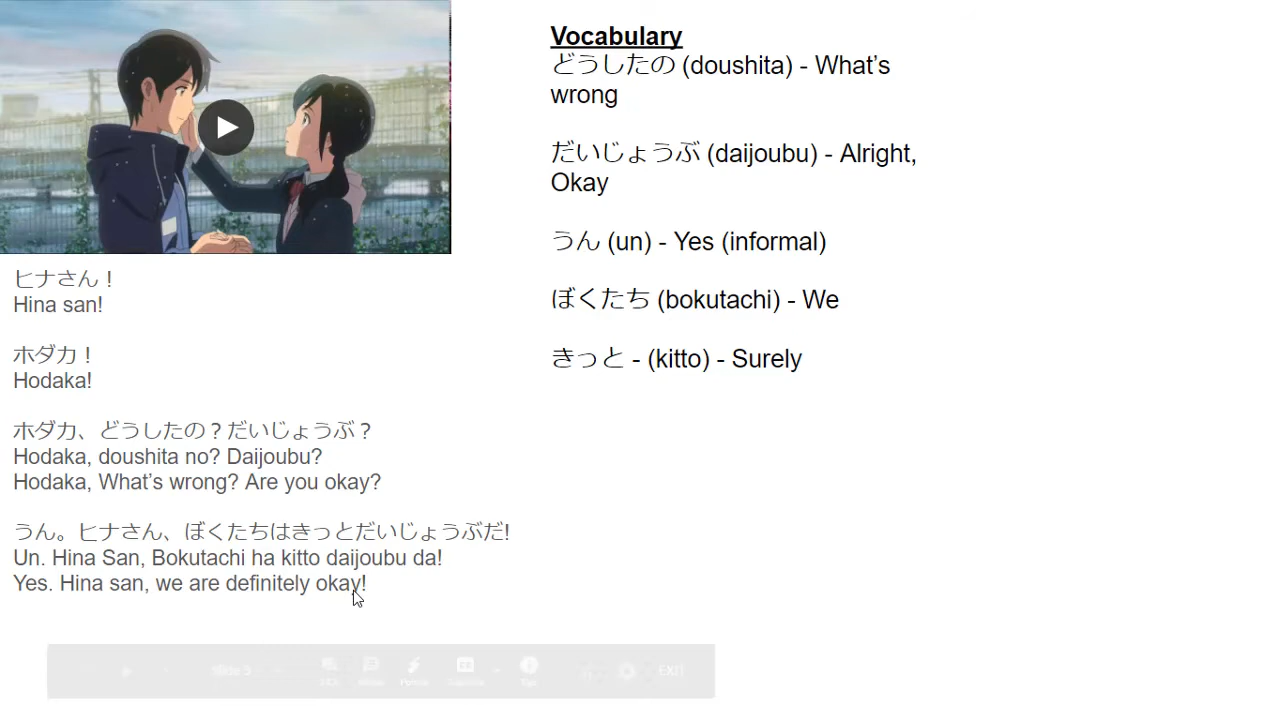 ヒナさん！
Hina san!
ホダカ！
Hodaka!
ホダカ、どうしたの？だいじょうぶ？
Hodaka, doushita no? Daijoubu?
Hodaka, What’s wrong? Are you okay?
うん。ヒナさん、ぼくたちはきっとだいじょうぶだ!
Un. Hina San, Bokutachi ha kitto daijoubu da!
Yes. Hina san, we are definitely okay!
Vocabulary
どうしたの (doushita) - What’s
wrong
だいじょうぶ (daijoubu) - Alright,
Okay
うん (un) - Yes (informal)
ぼくたち (bokutachi) - We
きっと - (kitto) - Surely
EXIT